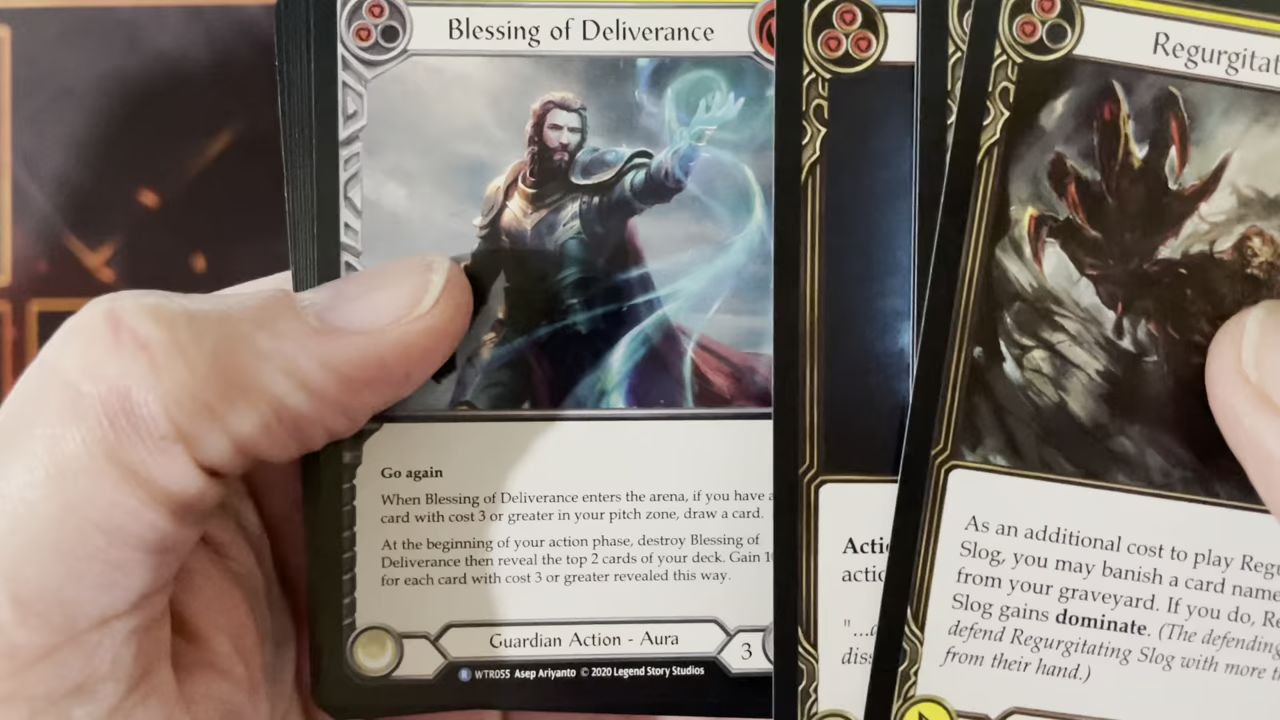 Blessing of Deliverance
Go again
When Blessing of Deliverance enters the arena, if you have a
card with cost 3 or greater in your pitch zone, draw a card.
At the beginning of your action phase, destroy Blessing of
Deliverance then reveal the top 2 cards of your deck. Gain 1
for each card with cost 3 or greater revealed this way.
Guardian Action - Aura
3
R WTR055 Asep Ariyanto © 2020 Legend Story Studios
Acti
actio
"...
dis
Regurgitat
As an additional cost to play Regu
Slog, you may banish a card name
from your graveyard. If you do, Re
Slog gains dominate. (The defending
defend Regurgitating Slog with more t
from their hand.)